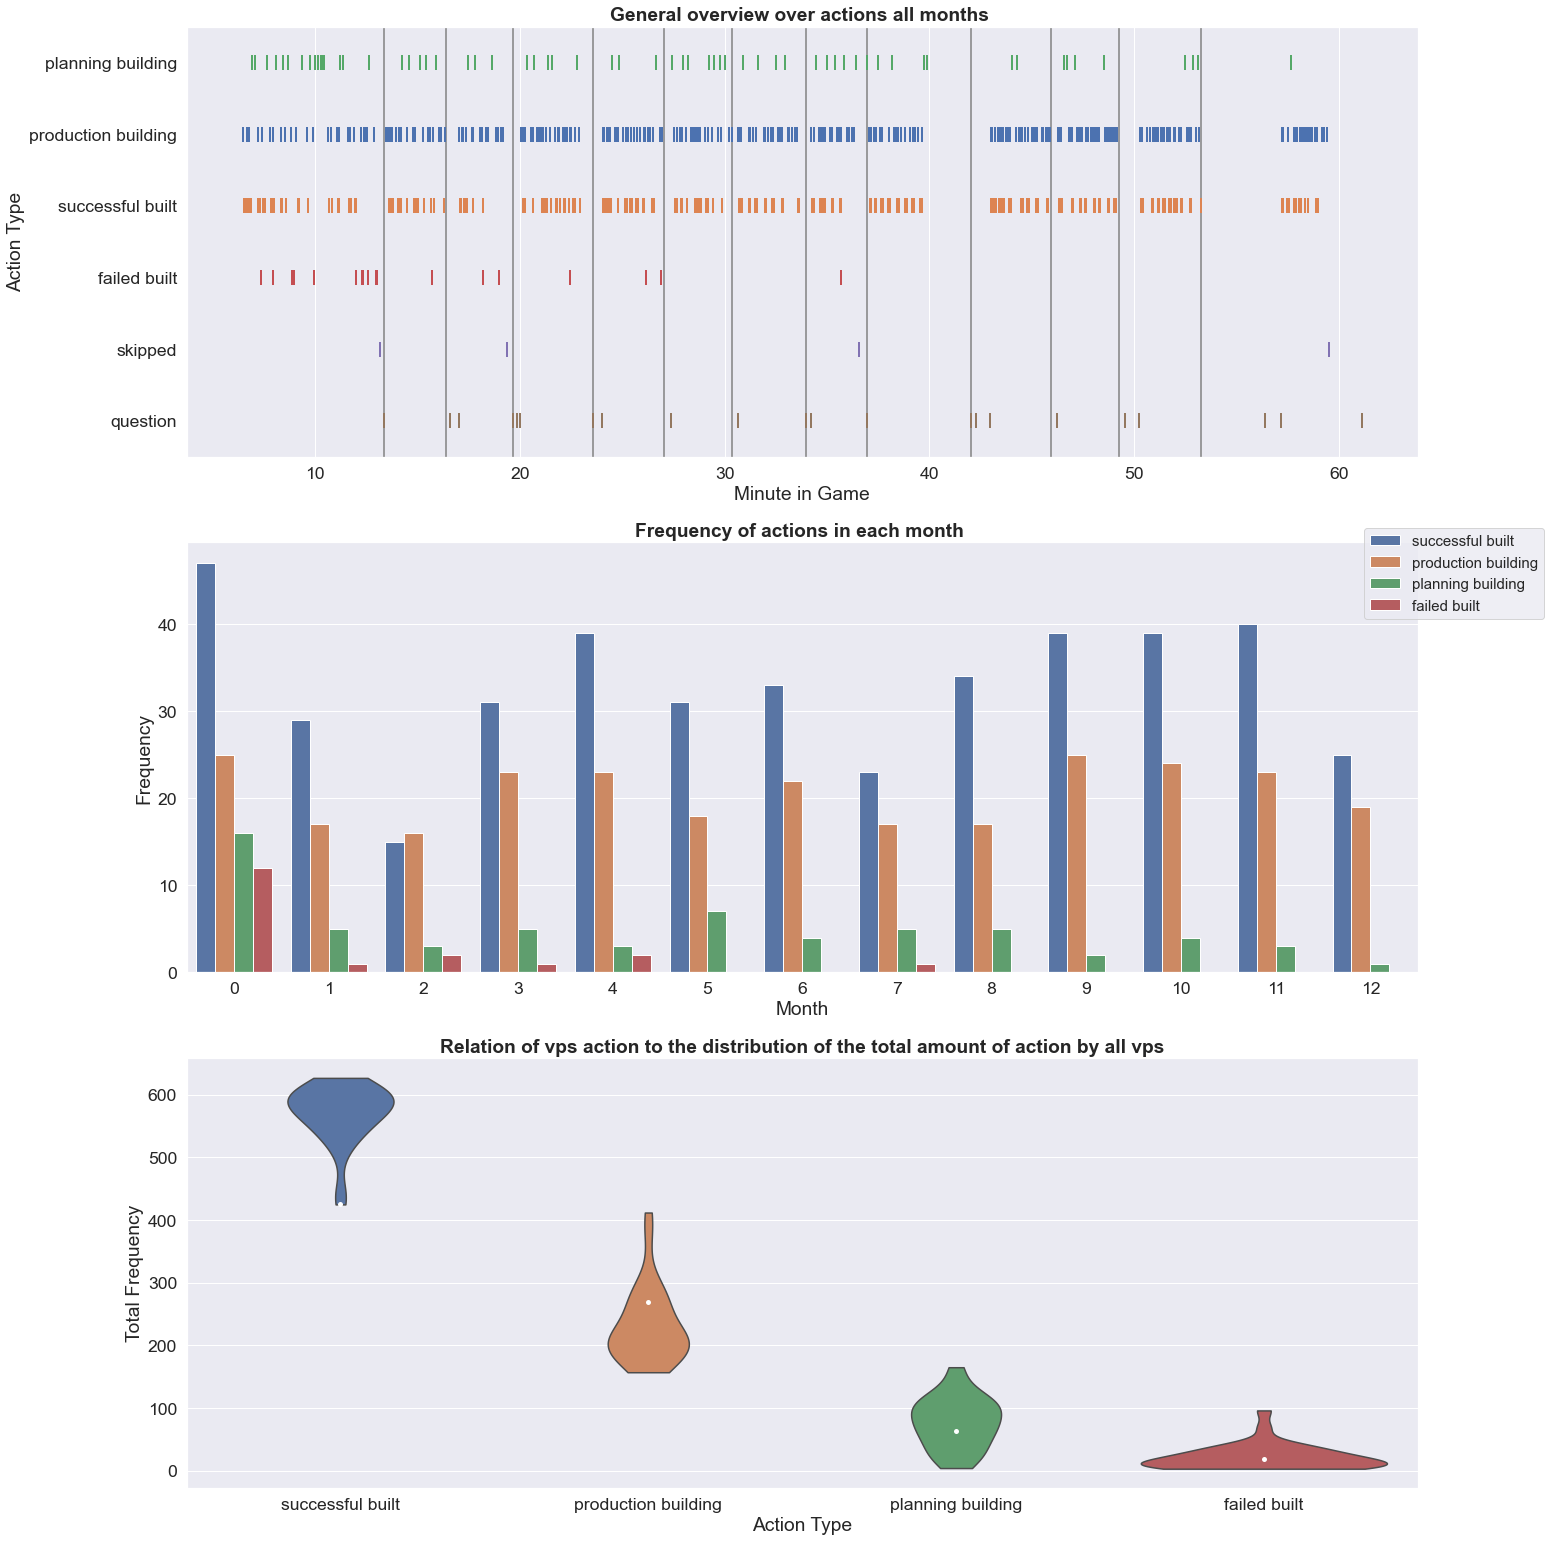 General overview over actions all months
Action Type
planning building
production building
successful built
failed built
skipped
question
10 20 30 40 50 60
Minute in Game
Frequency of actions in each month
successful built
production building
planning building
failed built
Frequency
40
30
20
10
0
0 1 2 3 4 5 6 7 8 9 10 11 12
Month
Relation of vps action to the distribution of the total amount of action by all vps
Total Frequency
600
500
400
300
200
100
0
successful built production building planning building failed built
Action Type